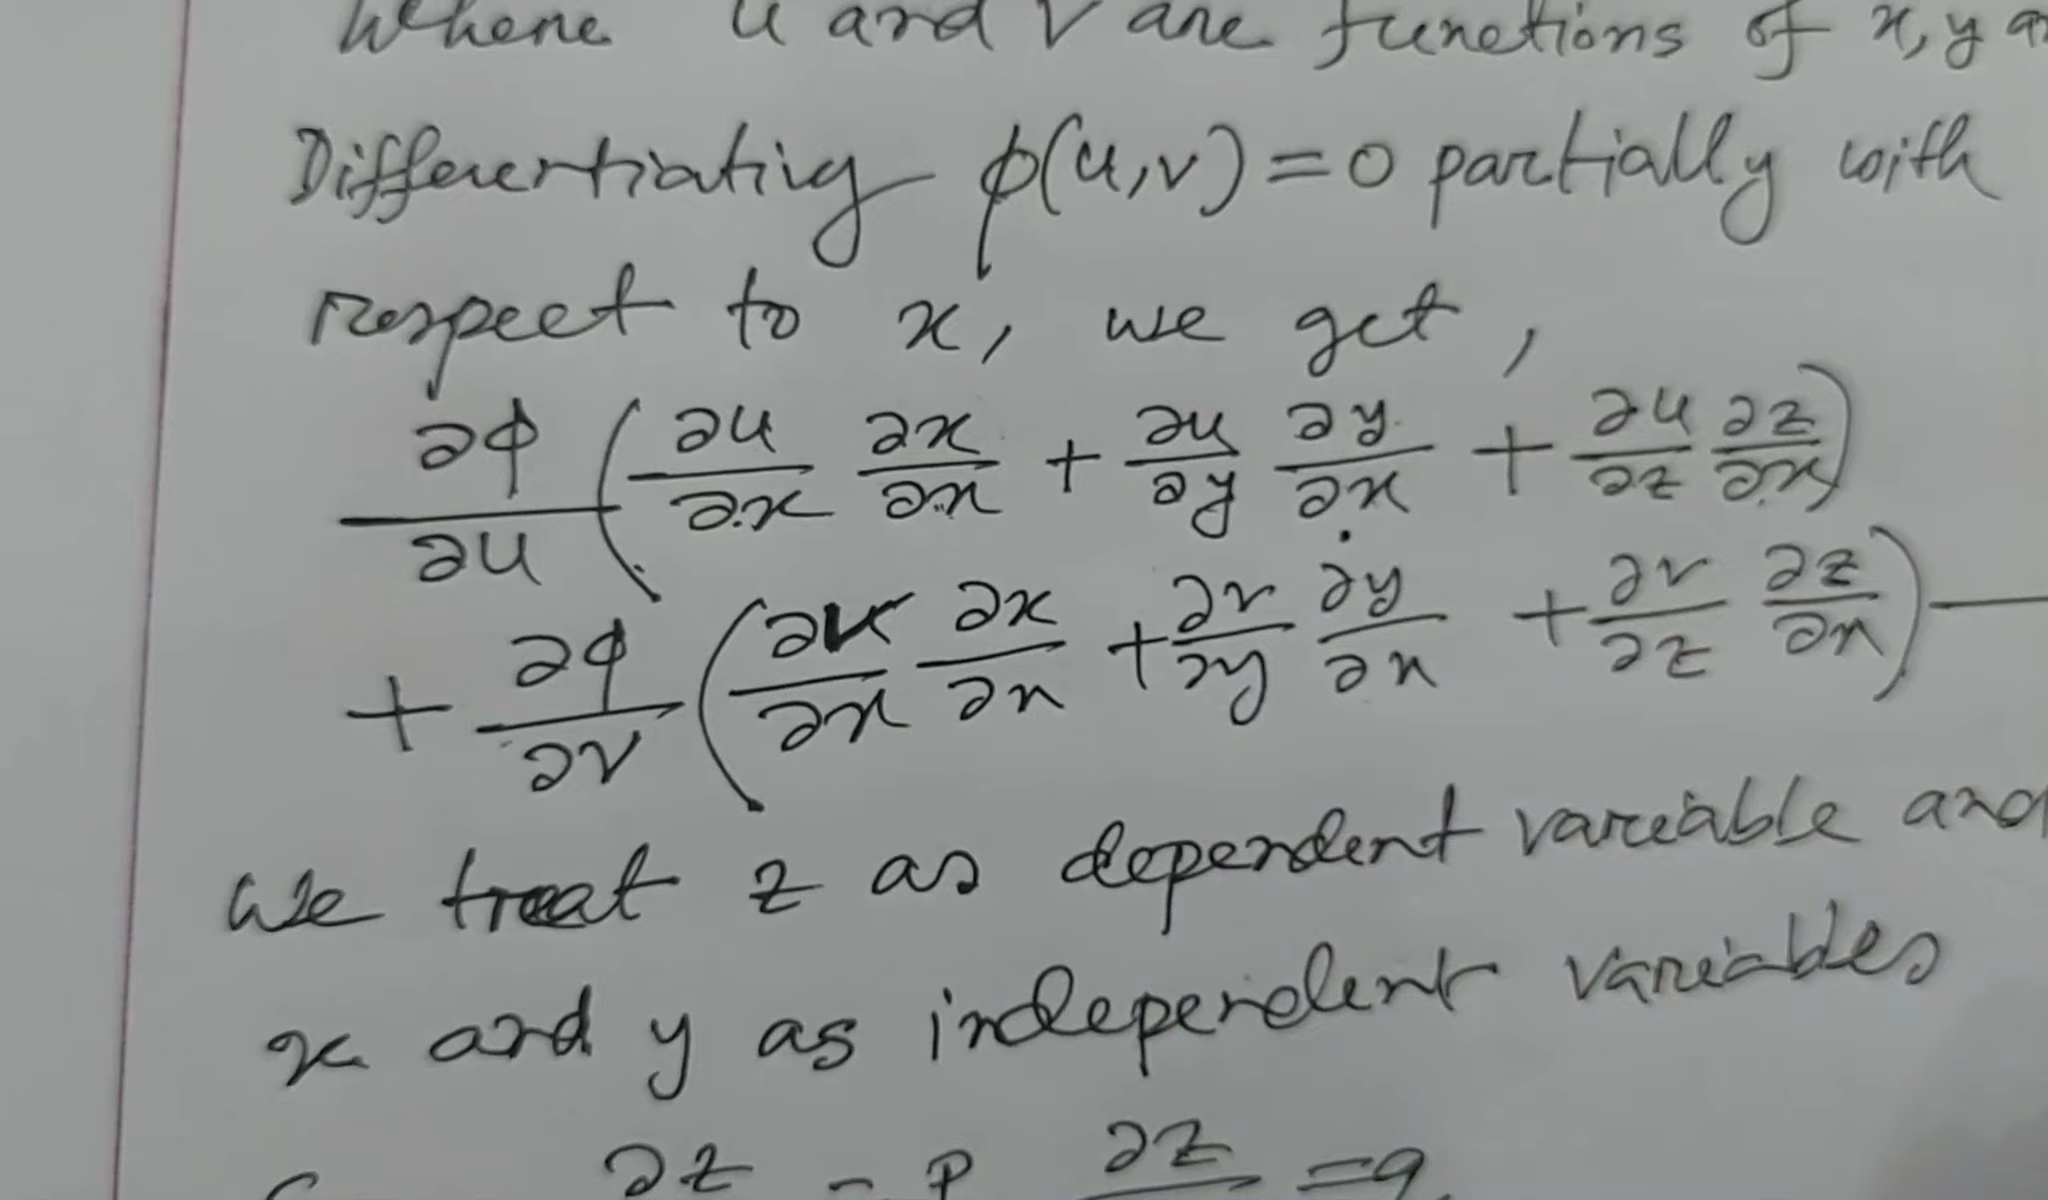 Where u and v are functions of x, y
Differentiating ϕ(u,v)=0 partially with
respect to x, we get,
∂ϕ/∂u (∂u/∂x ∂x/∂x + ∂u/∂y ∂y/∂x + ∂u/∂z ∂z/∂x)
+ ∂ϕ/∂v (∂v/∂x ∂x/∂x + ∂v/∂y ∂y/∂x + ∂v/∂z ∂z/∂x) —
We treat z as dependent variable and
x and y as independent variables
∂z = p ∂z = q